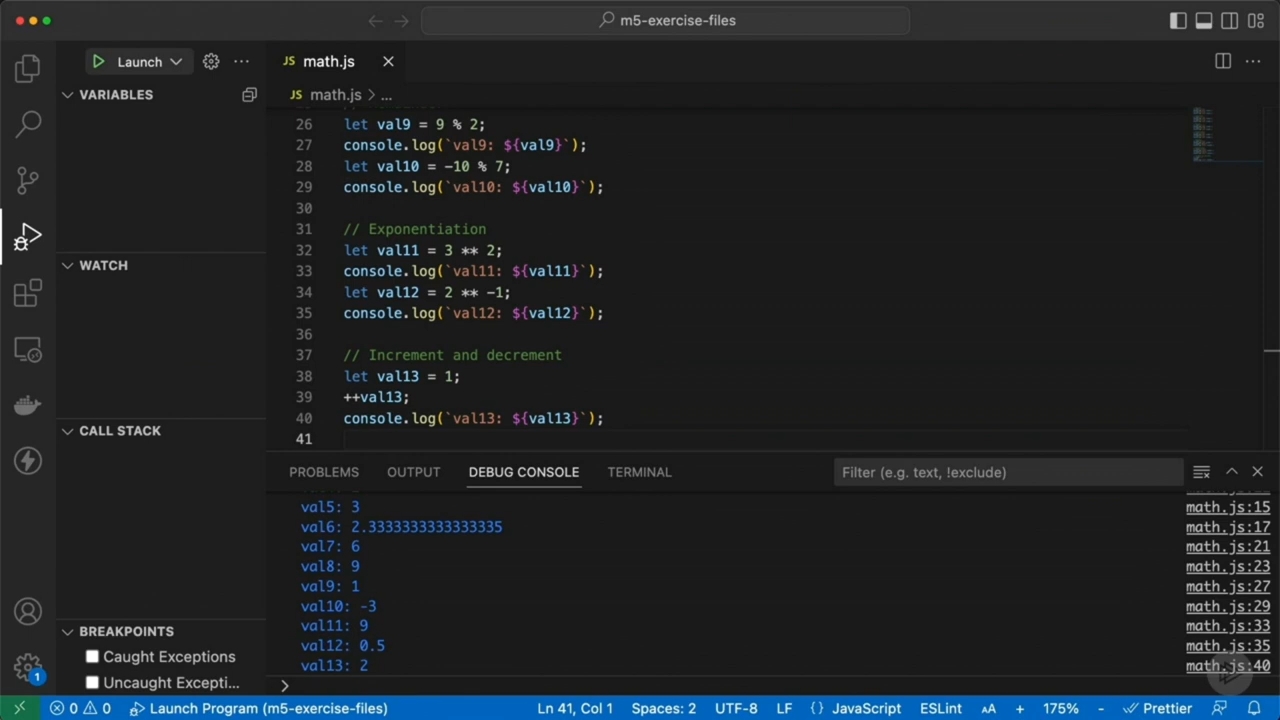 m5-exercise-files
Launch
JS math.js
VARIABLES
JS math.js > ...
26 let val9 = 9 % 2;
27 console.log(`val9: ${val9}`);
28 let val10 = -10 % 7;
29 console.log(`val10: ${val10}`);
30
31 // Exponentiation
32 let val11 = 3 ** 2;
33 console.log(`val11: ${val11}`);
34 let val12 = 2 ** -1;
35 console.log(`val12: ${val12}`);
36
37 // Increment and decrement
38 let val13 = 1;
39 ++val13;
40 console.log(`val13: ${val13}`);
41
WATCH
CALL STACK
BREAKPOINTS
Caught Exceptions
Uncaught Excepti...
1
PROBLEMS OUTPUT DEBUG CONSOLE TERMINAL Filter (e.g. text, !exclude)
val5: 3 math.js:15
val6: 2.3333333333333335 math.js:17
val7: 6 math.js:21
val8: 9 math.js:23
val9: 1 math.js:27
val10: -3 math.js:29
val11: 9 math.js:33
val12: 0.5 math.js:35
val13: 2 math.js:40
>
0 0 Launch Program (m5-exercise-files) Ln 41, Col 1 Spaces: 2 UTF-8 LF {} JavaScript ESLint AA + 175% - Prettier